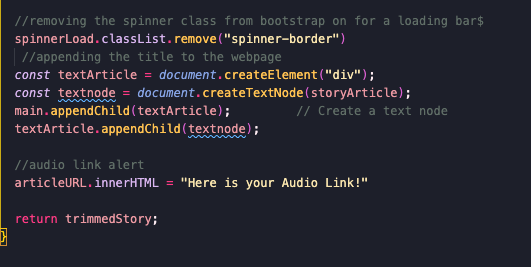 //removing the spinner class from bootstrap on for a loading bar$
spinnerLoad.classList.remove("spinner-border")
//appending the title to the webpage
const textArticle = document.createElement("div");
const textnode = document.createTextNode(storyArticle);
main.appendChild(textArticle); // Create a text node
textArticle.appendChild(textnode);
//audio link alert
articleURL.innerHTML = "Here is your Audio Link!"
return trimmedStory;
}